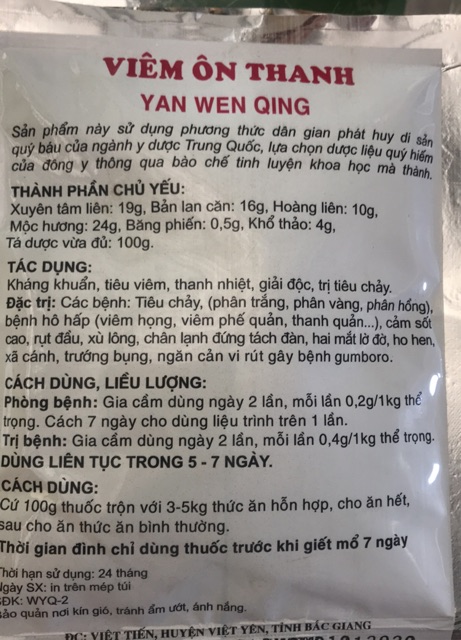 VIÊM ÔN THANH
YAN WEN QING
Sản phẩm này sử dụng phương thức dân gian phát huy di sản
quý báu của ngành y dược Trung Quốc, lựa chọn dược liệu quý hiếm
của đông y thông qua bào chế tinh luyện khoa học mà thành.
THÀNH PHẦN CHỦ YẾU:
Xuyên tâm liên: 19g, Bản lan căn: 16g, Hoàng liên: 10g,
Mộc hương: 24g, Băng phiến: 0,5g, Khổ thảo: 4g,
Tá dược vừa đủ: 100g.
TÁC DỤNG:
Kháng khuẩn, tiêu viêm, thanh nhiệt, giải độc, trị tiêu chảy.
Đặc trị: Các bệnh: Tiêu chảy, (phân trắng, phân vàng, phân hồng),
bệnh hô hấp (viêm họng, viêm phế quản, thanh quản...), cảm sốt
cao, rụt đầu, xù lông, chân lạnh đứng tách đàn, hai mắt lờ đờ, ho hen,
xã cánh, trướng bụng, ngăn cản vi rút gây bệnh gumboro.
CÁCH DÙNG, LIỀU LƯỢNG:
Phòng bệnh: Gia cầm dùng ngày 2 lần, mỗi lần 0,2g/1kg thể
trọng. Cách 7 ngày cho dùng liệu trình trên 1 lần.
Trị bệnh: Gia cầm dùng ngày 2 lần, mỗi lần 0,4g/1kg thể trọng.
DÙNG LIÊN TỤC TRONG 5 - 7 NGÀY.
CÁCH DÙNG:
Cứ 100g thuốc trộn với 3-5kg thức ăn hỗn hợp, cho ăn hết,
sau cho ăn thức ăn bình thường.
Thời gian đình chỉ dùng thuốc trước khi giết mổ 7 ngày
Thời hạn sử dụng: 24 tháng
Ngày SX: in trên mép túi
SĐK: WYQ-2
Bảo quản nơi kín gió, tránh ẩm ướt, ánh nắng.
ĐC: VIỆT TIẾN, HUYỆN VIỆT YÊN, TỈNH BẮC GIANG